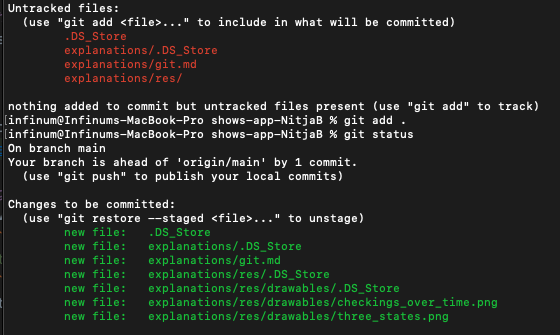 Untracked files:
(use "git add <file>..." to include in what will be committed)
.DS_Store
explanations/.DS_Store
explanations/git.md
explanations/res/
nothing added to commit but untracked files present (use "git add" to track)
[infinum@Infinums-MacBook-Pro shows-app-NitjaB % git add .
[infinum@Infinums-MacBook-Pro shows-app-NitjaB % git status
On branch main
Your branch is ahead of 'origin/main' by 1 commit.
(use "git push" to publish your local commits)
Changes to be committed:
(use "git restore --staged <file>..." to unstage)
new file: .DS_Store
new file: explanations/.DS_Store
new file: explanations/git.md
new file: explanations/res/.DS_Store
new file: explanations/res/drawables/.DS_Store
new file: explanations/res/drawables/checkings_over_time.png
new file: explanations/res/drawables/three_states.png